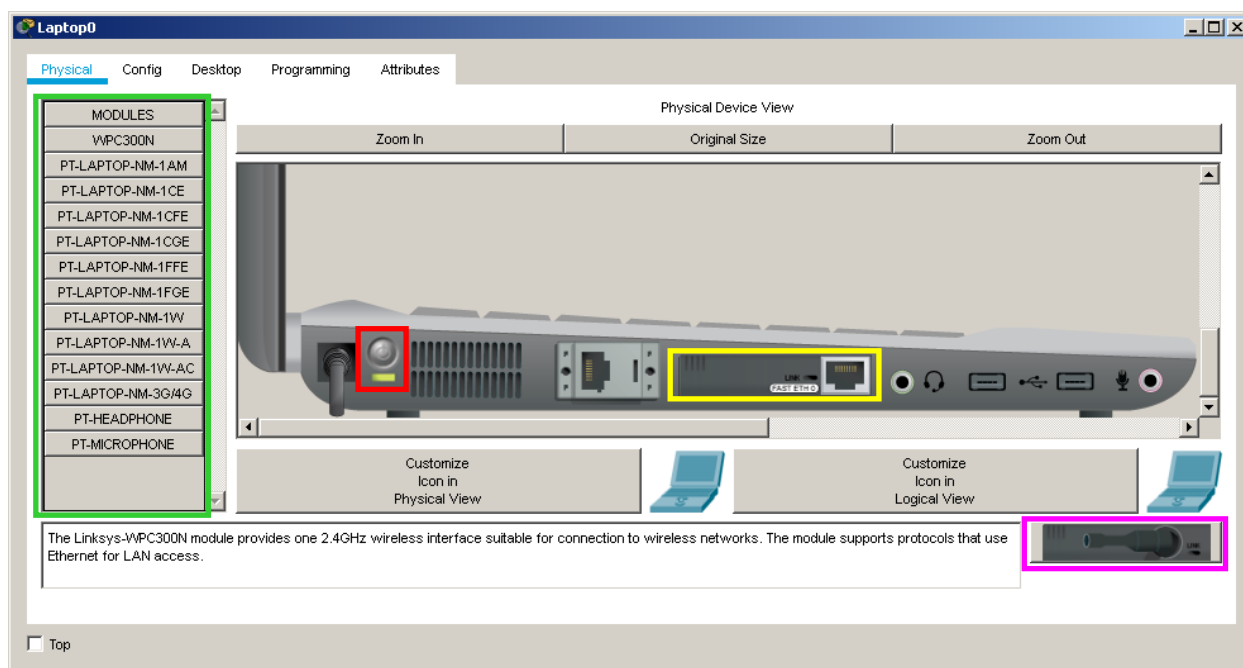 Laptop0
Physical Config Desktop Programming Attributes
MODULES
WPC300N
PT-LAPTOP-NM-1AM
PT-LAPTOP-NM-1CE
PT-LAPTOP-NM-1CFE
PT-LAPTOP-NM-1CGE
PT-LAPTOP-NM-1FFE
PT-LAPTOP-NM-1FGE
PT-LAPTOP-NM-1W
PT-LAPTOP-NM-1W-A
PT-LAPTOP-NM-1W-AC
PT-LAPTOP-NM-3G/4G
PT-HEADPHONE
PT-MICROPHONE
Physical Device View
Zoom In Original Size Zoom Out
LINK
FAST ETH 0
Customize
Icon in
Physical View
Customize
Icon in
Logical View
The Linksys-WPC300N module provides one 2.4GHz wireless interface suitable for connection to wireless networks. The module supports protocols that use
Ethernet for LAN access.
LINK
Top